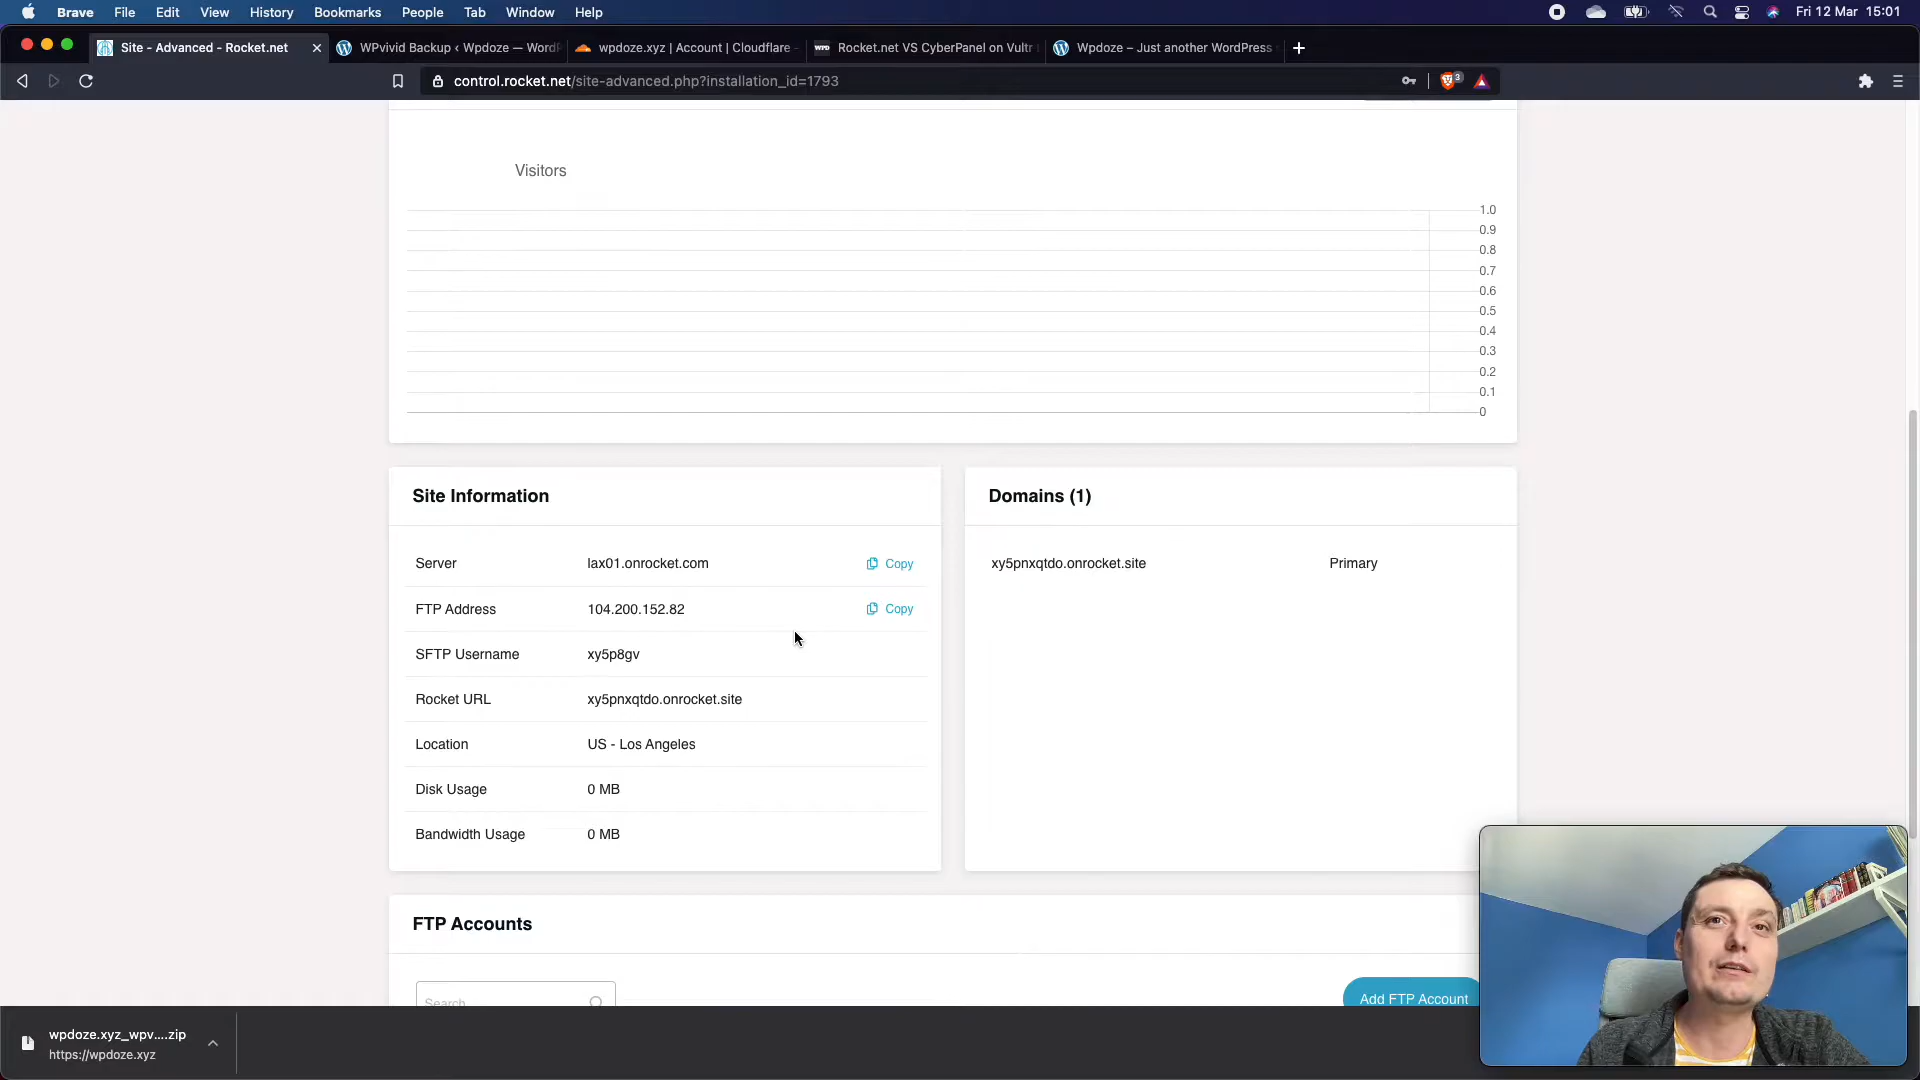 Brave File Edit View History Bookmarks People Tab Window Help Fri 12 Mar 15:01
Site - Advanced - Rocket.net WPvivid Backup ‹ Wpdoze — WordP wpdoze.xyz | Account | Cloudflare - WPD Rocket.net VS CyberPanel on Vultr Wpdoze – Just another WordPress
control.rocket.net/site-advanced.php?installation_id=1793 3
Visitors
1.0
0.9
0.8
0.7
0.6
0.5
0.4
0.3
0.2
0.1
0
Site Information
Server lax01.onrocket.com Copy
FTP Address 104.200.152.82 Copy
SFTP Username xy5p8gv
Rocket URL xy5pnxqtdo.onrocket.site
Location US - Los Angeles
Disk Usage 0 MB
Bandwidth Usage 0 MB
Domains (1)
xy5pnxqtdo.onrocket.site Primary
FTP Accounts
Search
Add FTP Account
wpdoze.xyz_wpv....zip
https://wpdoze.xyz